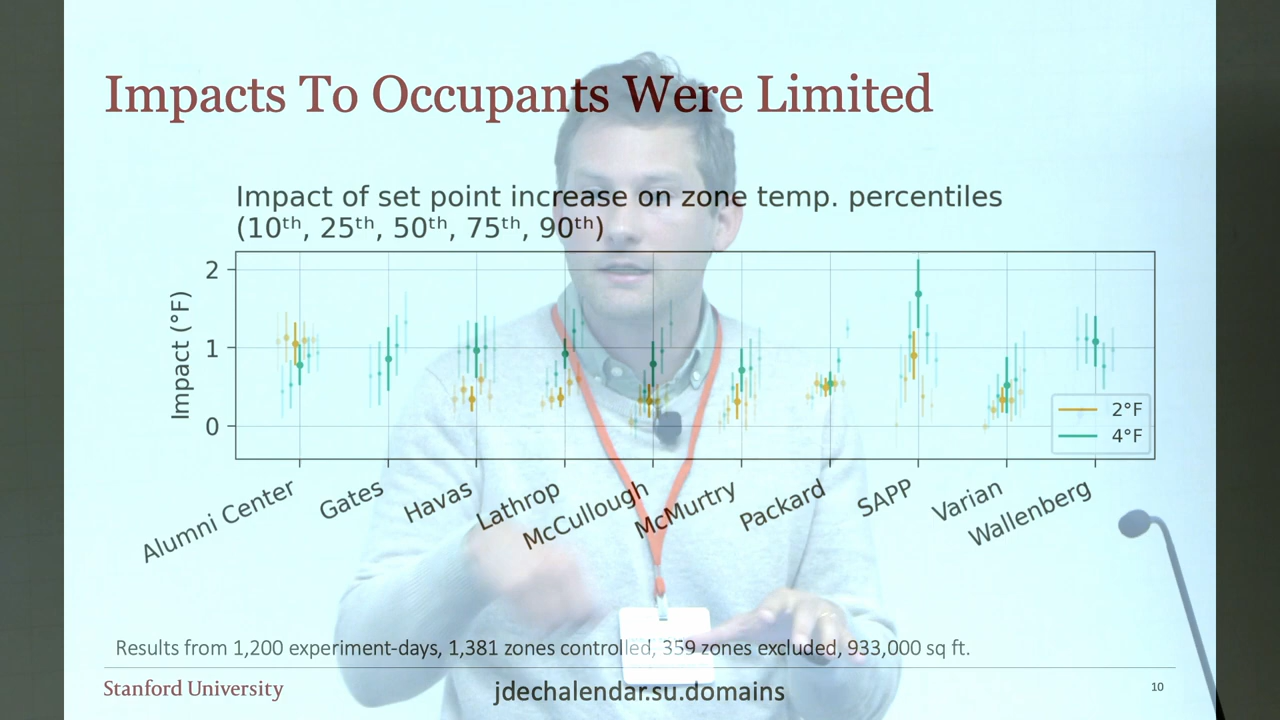 Impacts To Occupants Were Limited
Impact of set point increase on zone temp. percentiles
(10ᵗʰ, 25ᵗʰ, 50ᵗʰ, 75ᵗʰ, 90ᵗʰ)
Impact (°F)
2
1
0
2°F
4°F
Alumni Center
Gates
Havas
Lathrop
McCullough
McMurtry
Packard
SAPP
Varian
Wallenberg
Results from 1,200 experiment-days, 1,381 zones controlled, 359 zones excluded, 933,000 sq ft.
Stanford University
jdechalendar.su.domains
10